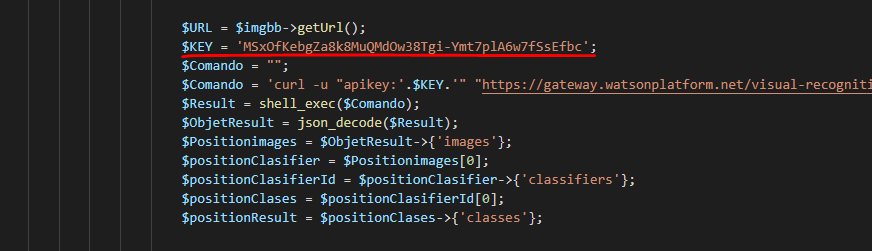 $URL = $imgbb->getUrl();
$KEY = 'MSxOfKebgZa8k8MuQMdOw38Tgi-Ymt7plA6w7fSsEfbc';
$Comando = "";
$Comando = 'curl -u "apikey:'.$KEY.'" "https://gateway.watsonplatform.net/visual-recogniti
$Result = shell_exec($Comando);
$ObjetResult = json_decode($Result);
$Positionimages = $ObjetResult->{'images'};
$positionClasifier = $Positionimages[0];
$positionClasifierId = $positionClasifier->{'classifiers'};
$positionClases = $positionClasifierId[0];
$positionResult = $positionClases->{'classes'};